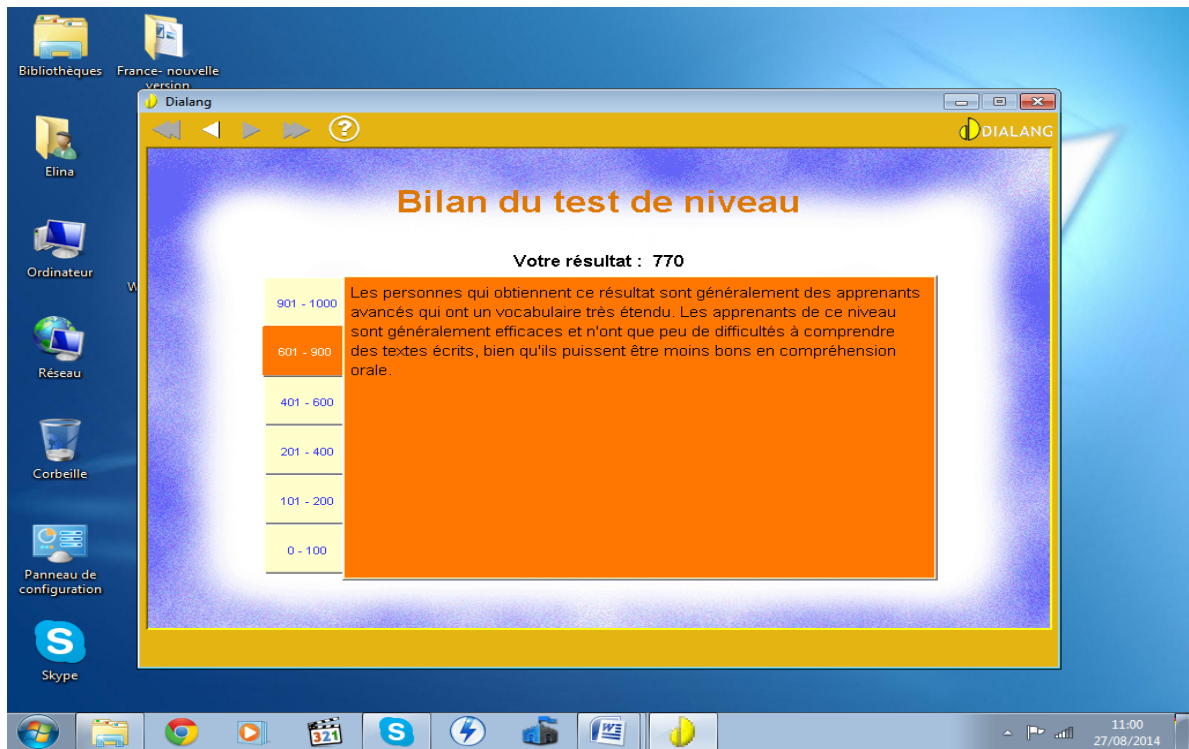 Bibliothèques
France- nouvelle
version
Dialang
DIALANG
Elina
Bilan du test de niveau
Votre résultat : 770
Ordinateur
W
901 - 1000
Les personnes qui obtiennent ce résultat sont généralement des apprenants
avancés qui ont un vocabulaire très étendu. Les apprenants de ce niveau
sont généralement efficaces et n'ont que peu de difficultés à comprendre
des textes écrits, bien qu'ils puissent être moins bons en compréhension
orale.
601 - 900
Réseau
401 - 600
201 - 400
Corbeille
101 - 200
0 - 100
Panneau de
configuration
Skype
321
11:00
27/08/2014